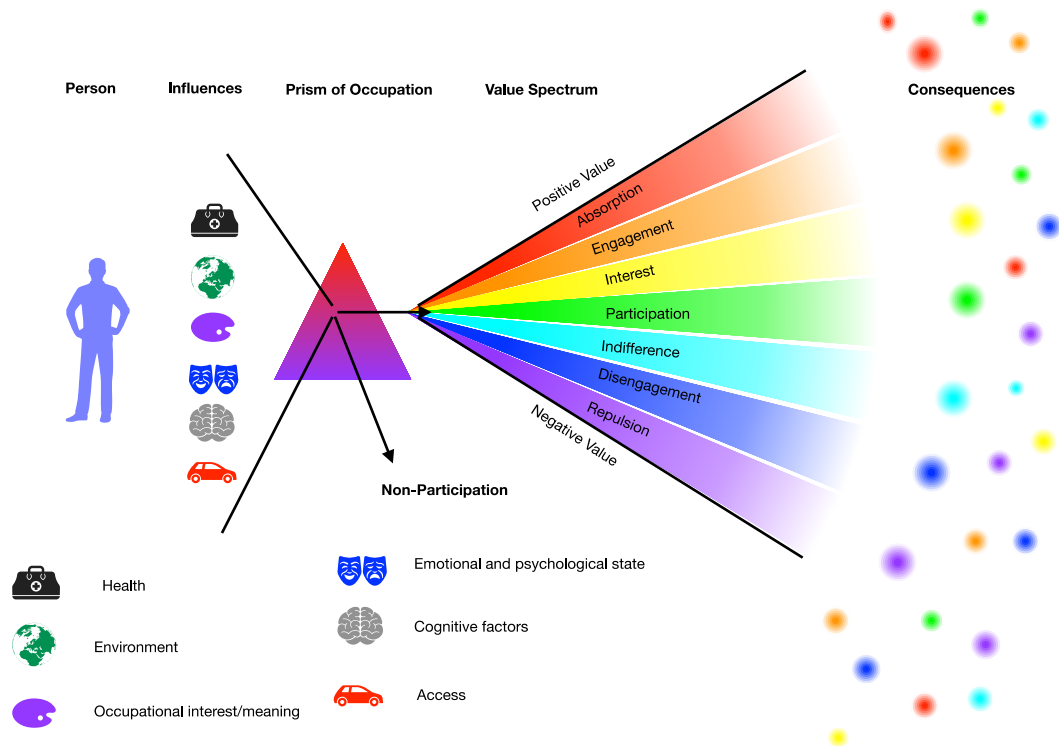 Person
Influences
Prism of Occupation
Value Spectrum
Consequences
Positive Value
Absorption
Engagement
Interest
Participation
Indifference
Disengagement
Repulsion
Negative Value
Non-Participation
Health
Environment
Occupational interest/meaning
Emotional and psychological state
Cognitive factors
Access